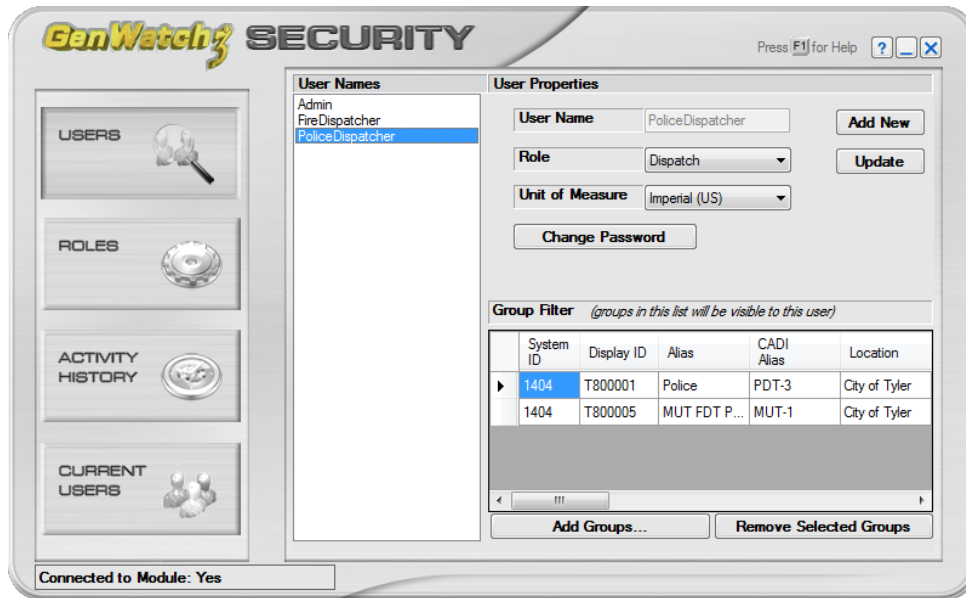 GenWatch3 SECURITY
Press F1 for Help ? _ X
USERS
ROLES
ACTIVITY
HISTORY
CURRENT
USERS
User Names
Admin
FireDispatcher
PoliceDispatcher
User Properties
User Name PoliceDispatcher Add New
Role Dispatch Update
Unit of Measure Imperial (US)
Change Password
Group Filter (groups in this list will be visible to this user)
System
ID Display ID Alias CADI
Alias Location
1404 T800001 Police PDT-3 City of Tyler
1404 T800005 MUT FDT P... MUT-1 City of Tyler
Add Groups... Remove Selected Groups
Connected to Module: Yes